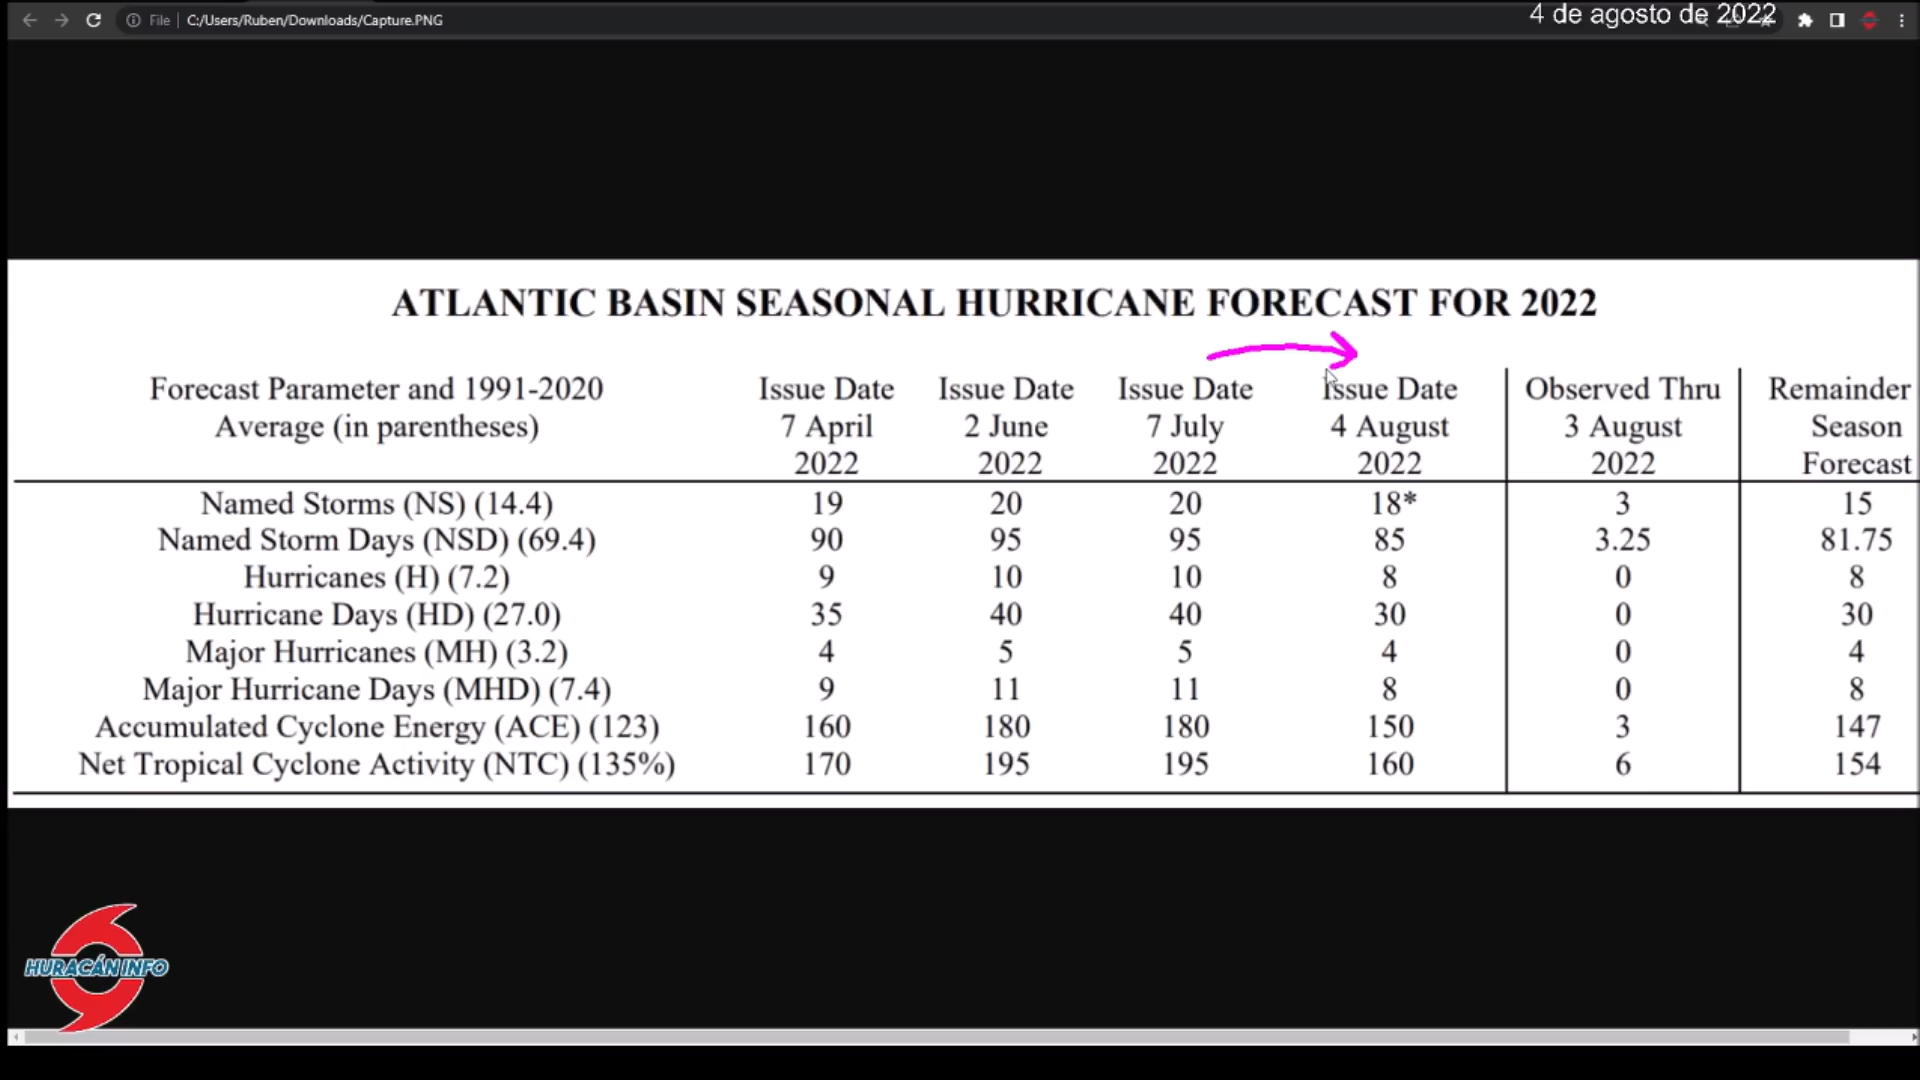 File C:/Users/Ruben/Downloads/Capture.PNG
4 de agosto de 2022
ATLANTIC BASIN SEASONAL HURRICANE FORECAST FOR 2022
Forecast Parameter and 1991-2020 Issue Date Issue Date Issue Date Issue Date Observed Thru Remainder
Average (in parentheses) 7 April 2 June 7 July 4 August 3 August Season
2022 2022 2022 2022 2022 Forecast
Named Storms (NS) (14.4) 19 20 20 18* 3 15
Named Storm Days (NSD) (69.4) 90 95 95 85 3.25 81.75
Hurricanes (H) (7.2) 9 10 10 8 0 8
Hurricane Days (HD) (27.0) 35 40 40 30 0 30
Major Hurricanes (MH) (3.2) 4 5 5 4 0 4
Major Hurricane Days (MHD) (7.4) 9 11 11 8 0 8
Accumulated Cyclone Energy (ACE) (123) 160 180 180 150 3 147
Net Tropical Cyclone Activity (NTC) (135%) 170 195 195 160 6 154
HURACÁN INFO